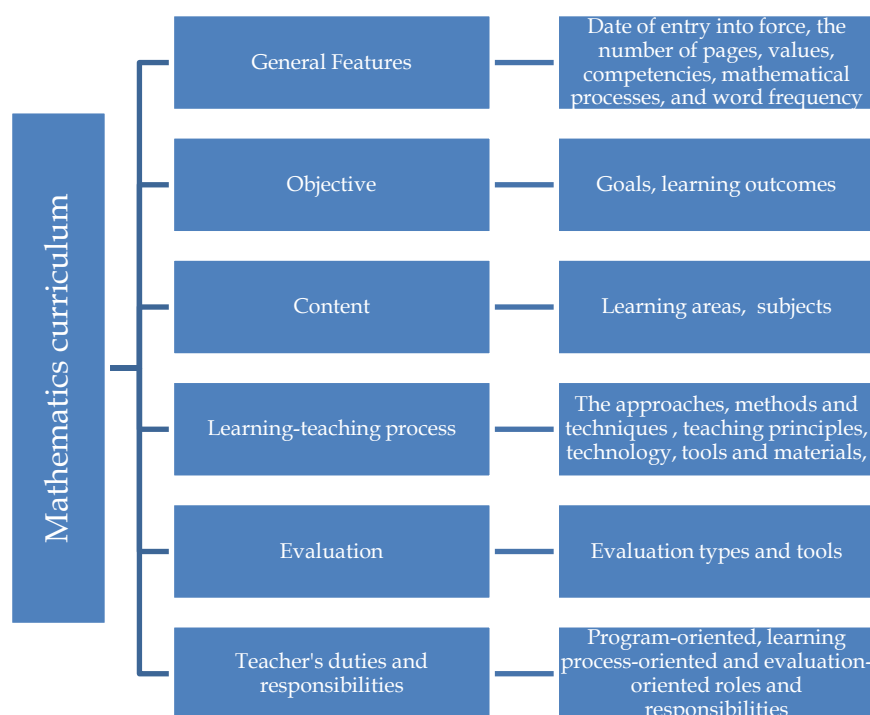 Mathematics curriculum
General Features
Date of entry into force, the
number of pages, values,
competencies, mathematical
processes, and word frequency
Objective
Goals, learning outcomes
Content
Learning areas,  subjects
Learning-teaching process
The approaches, methods and
techniques , teaching principles,
technology, tools and materials,
Evaluation
Evaluation types and tools
Teacher's duties and
responsibilities
Program-oriented, learning
process-oriented and evaluation-
oriented roles and
responsibilities